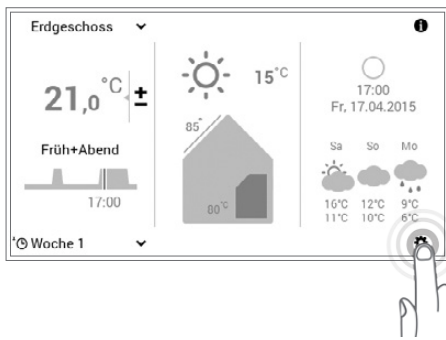 Erdgeschoss
21,0 °C ±
Früh+Abend
17:00
Woche 1
15°C
85°
80°C
17:00
Fr, 17.04.2015
Sa So Mo
16°C 12°C 9°C
11°C 10°C 6°C